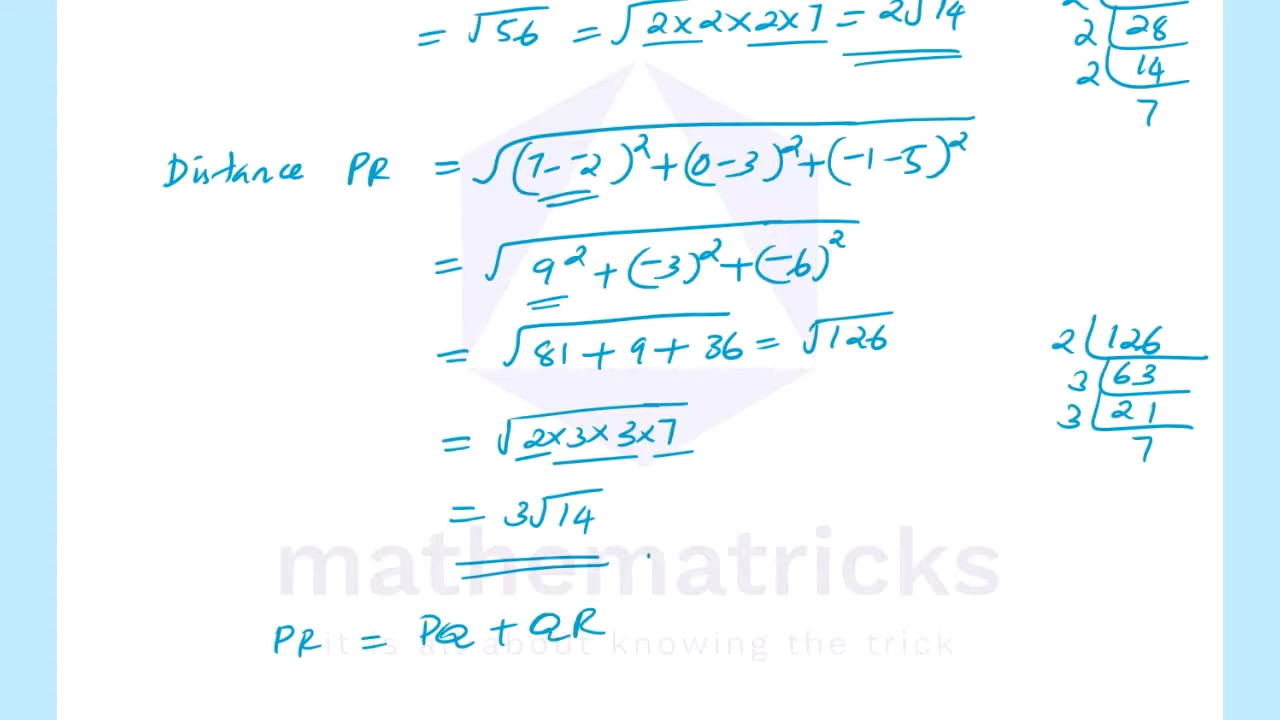 = √56 = √2×2×2×7 = 2√14
2 | 28
2 | 14
7
Distance PR = √(7--2)² + (0-3)² + (-1-5)²
= √9² + (-3)² + (-6)²
= √81 + 9 + 36 = √126
= √2×3×3×7
= 3√14
2 | 126
3 | 63
3 | 21
7
mathematricks
PR = PQ + QR
it is all about knowing the trick